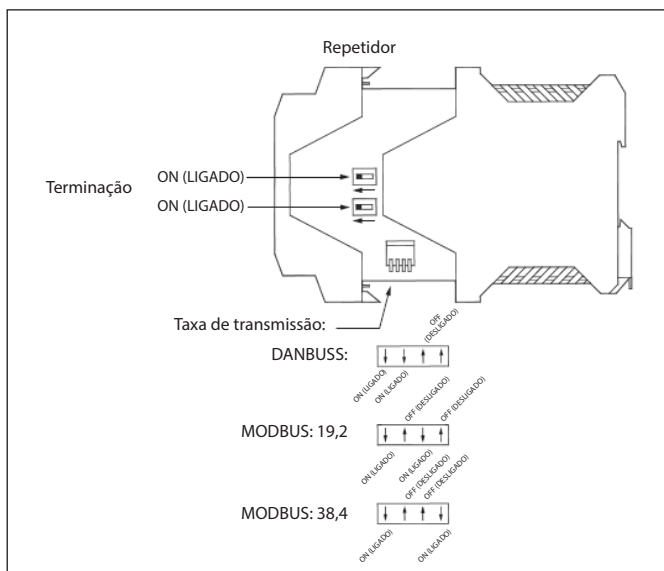 Repetidor
Terminação
ON (LIGADO)
ON (LIGADO)
Taxa de transmissão:
OFF (DESLIGADO)
DANBUSS:
ON (LIGADO)
ON (LIGADO)
OFF (DESLIGADO)
OFF (DESLIGADO)
MODBUS: 19,2
ON (LIGADO)
ON (LIGADO)
OFF (DESLIGADO)
OFF (DESLIGADO)
MODBUS: 38,4
ON (LIGADO)
ON (LIGADO)